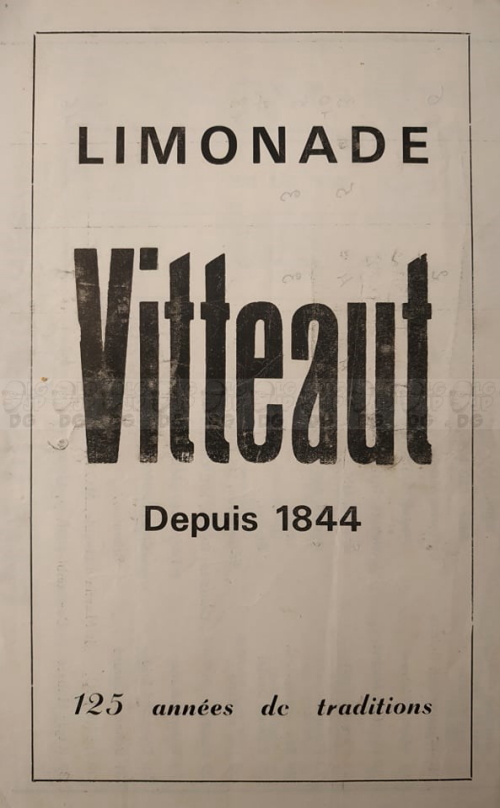 LIMONADE
Vitteaut
Depuis 1844
125 années de traditions